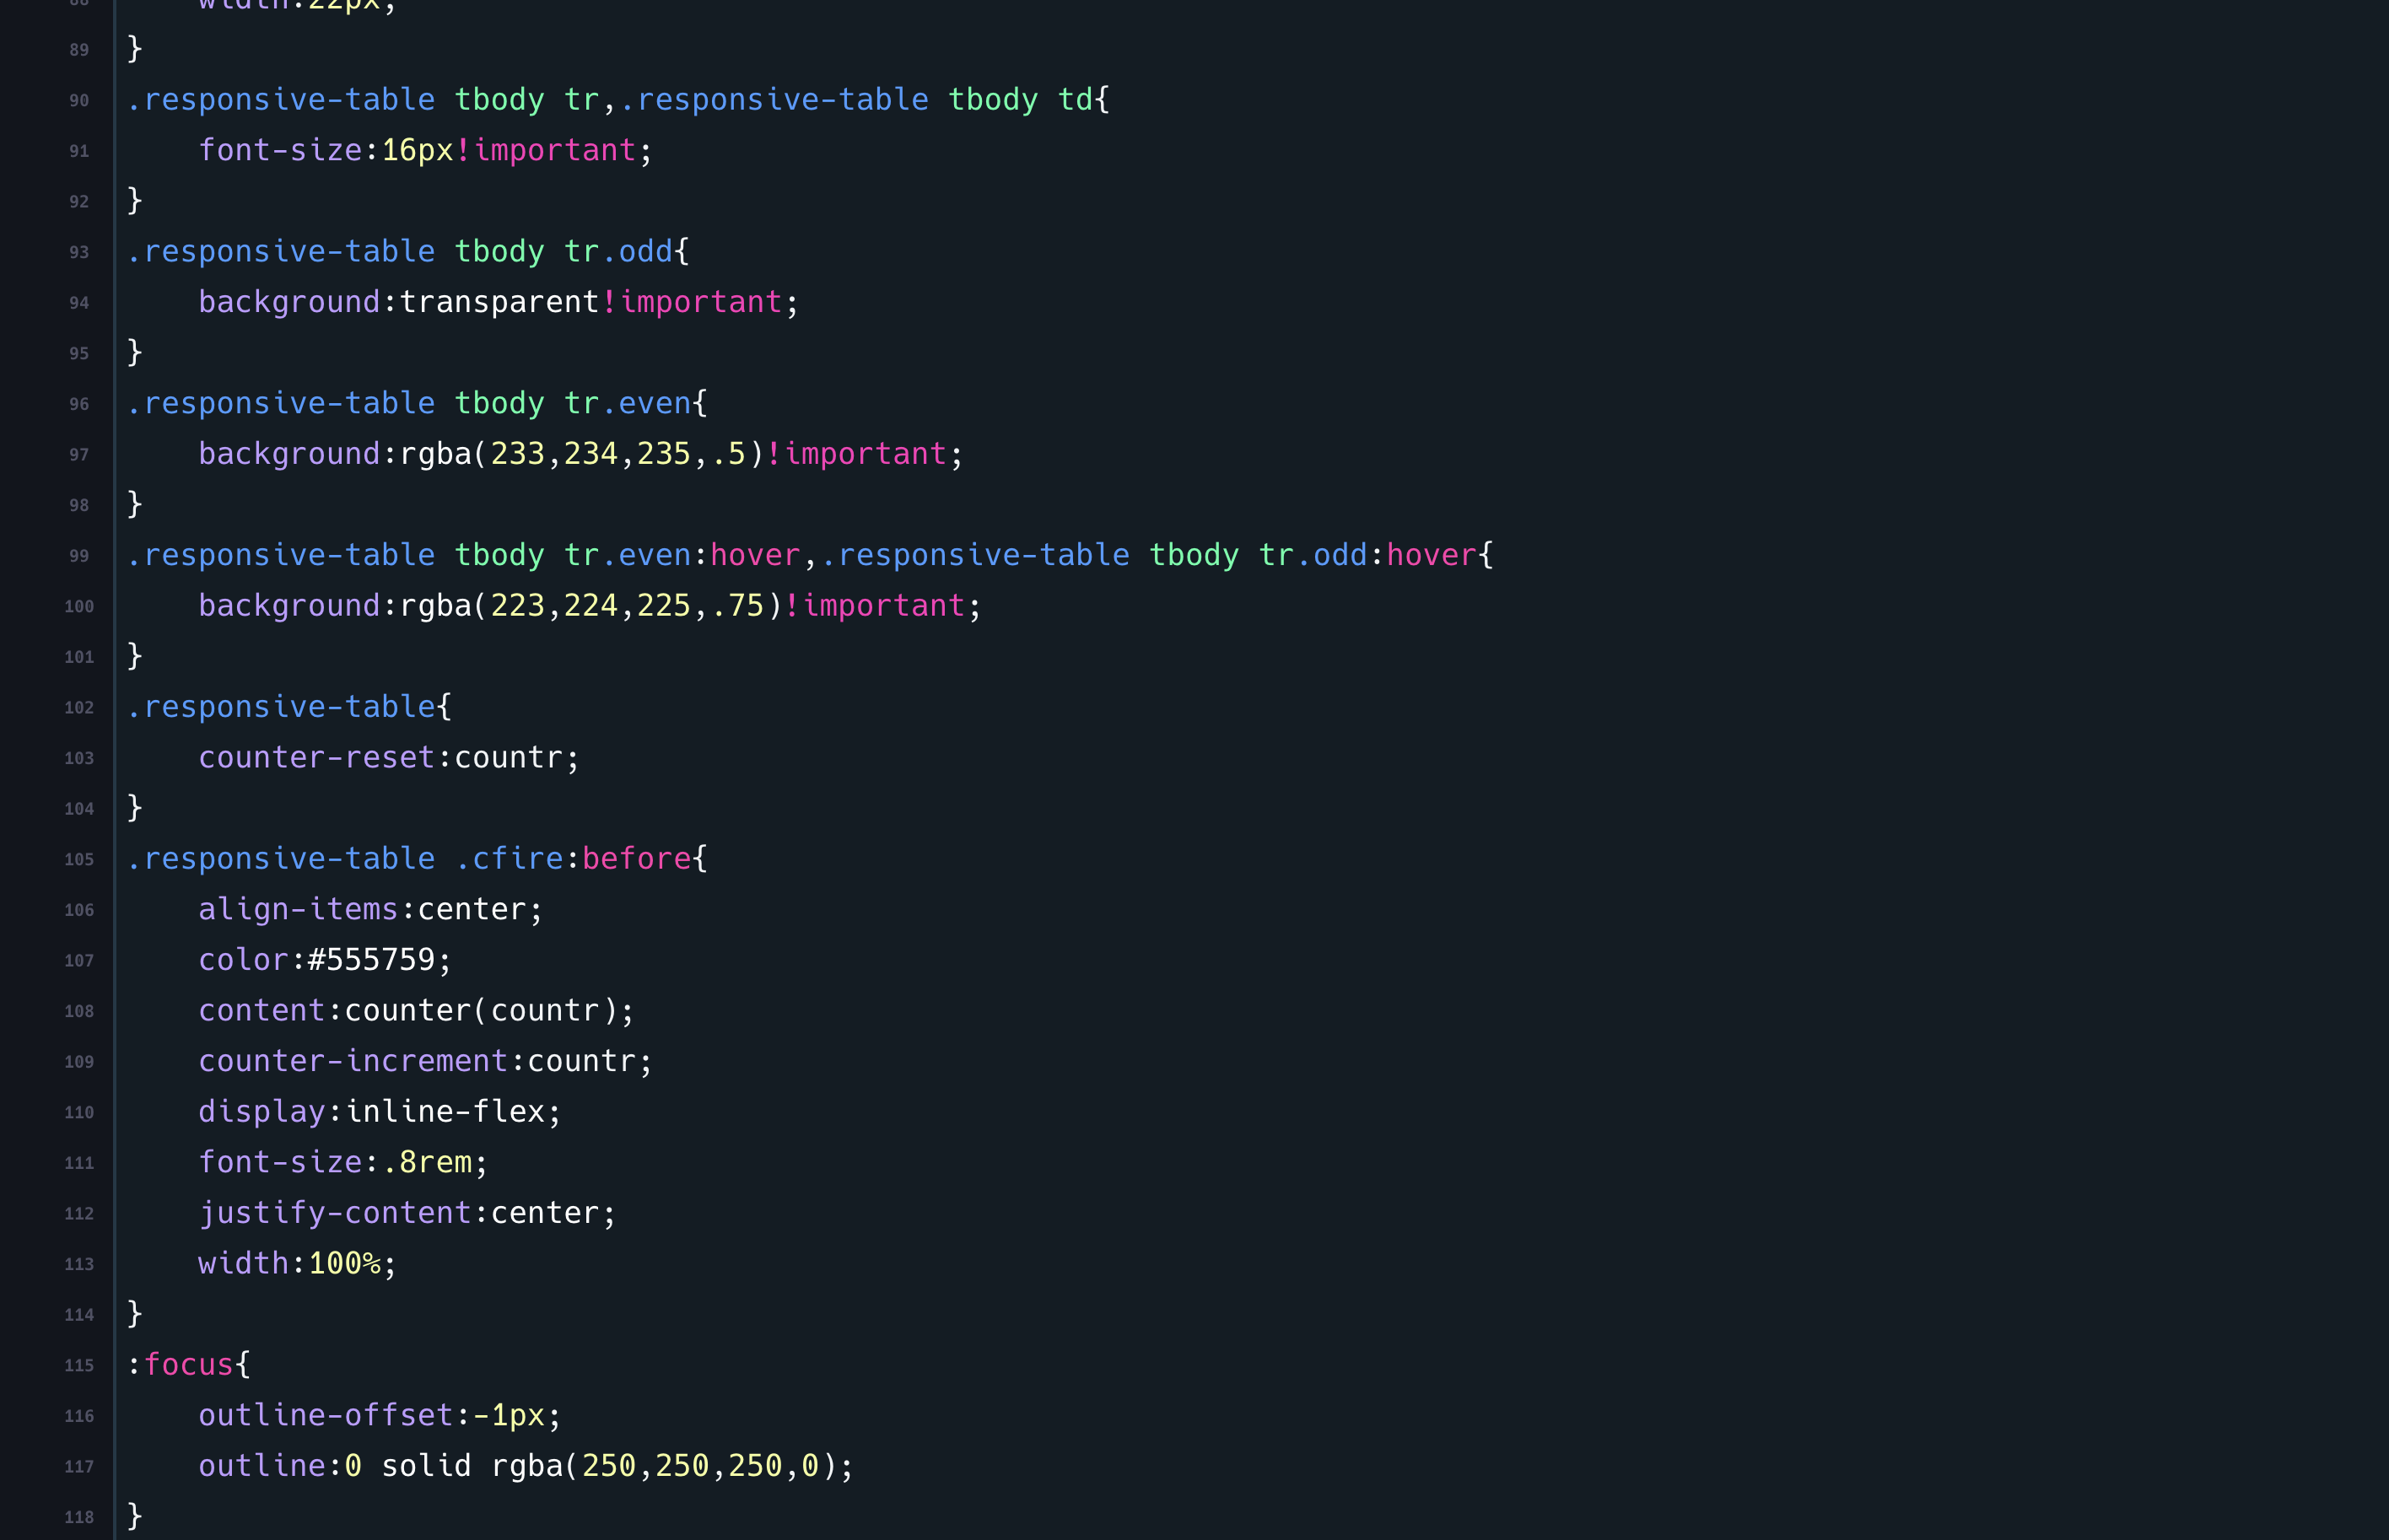 88     width:22px;
89 }
90 .responsive-table tbody tr,.responsive-table tbody td{
91     font-size:16px!important;
92 }
93 .responsive-table tbody tr.odd{
94     background:transparent!important;
95 }
96 .responsive-table tbody tr.even{
97     background:rgba(233,234,235,.5)!important;
98 }
99 .responsive-table tbody tr.even:hover,.responsive-table tbody tr.odd:hover{
100     background:rgba(223,224,225,.75)!important;
101 }
102 .responsive-table{
103     counter-reset:countr;
104 }
105 .responsive-table .cfire:before{
106     align-items:center;
107     color:#555759;
108     content:counter(countr);
109     counter-increment:countr;
110     display:inline-flex;
111     font-size:.8rem;
112     justify-content:center;
113     width:100%;
114 }
115 :focus{
116     outline-offset:-1px;
117     outline:0 solid rgba(250,250,250,0);
118 }